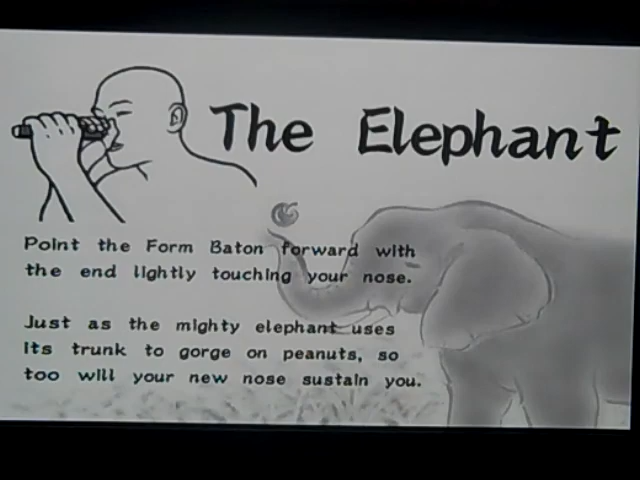 The Elephant
Point the Form Baton forward with
the end lightly touching your nose.
Just as the mighty elephant uses
its trunk to gorge on peanuts, so
too will your new nose sustain you.